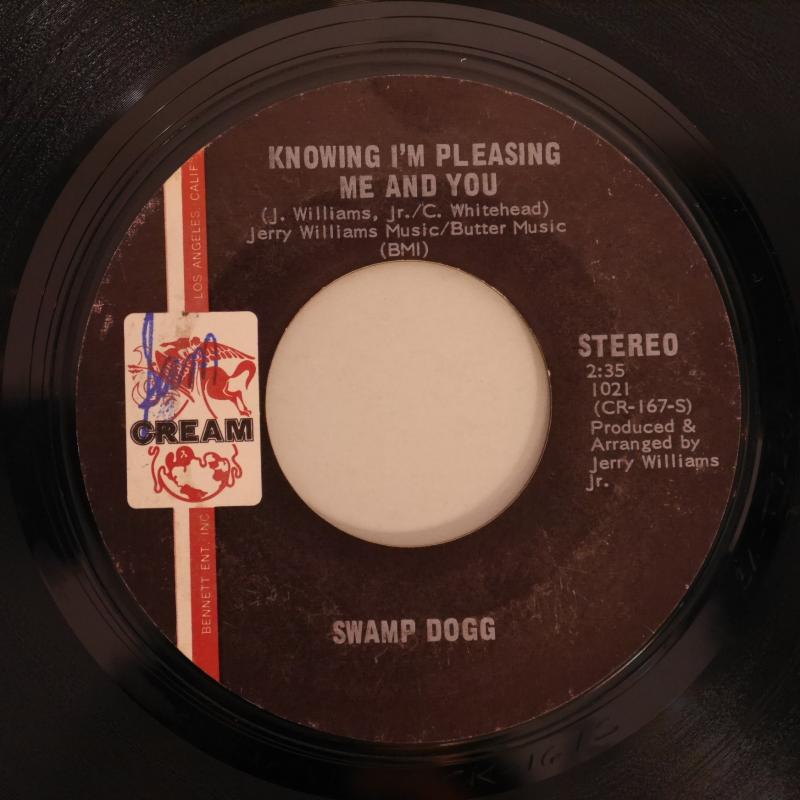 KNOWING I'M PLEASING
ME AND YOU
(J. Williams, Jr./C. Whitehead)
Jerry Williams Music/Butter Music
(BMI)
LOS ANGELES, CALIF
CREAM
STEREO
2:35
1021
(CR-167-S)
Produced &
Arranged by
Jerry Williams
Jr.
BENNETT ENT. INC
SWAMP DOGG